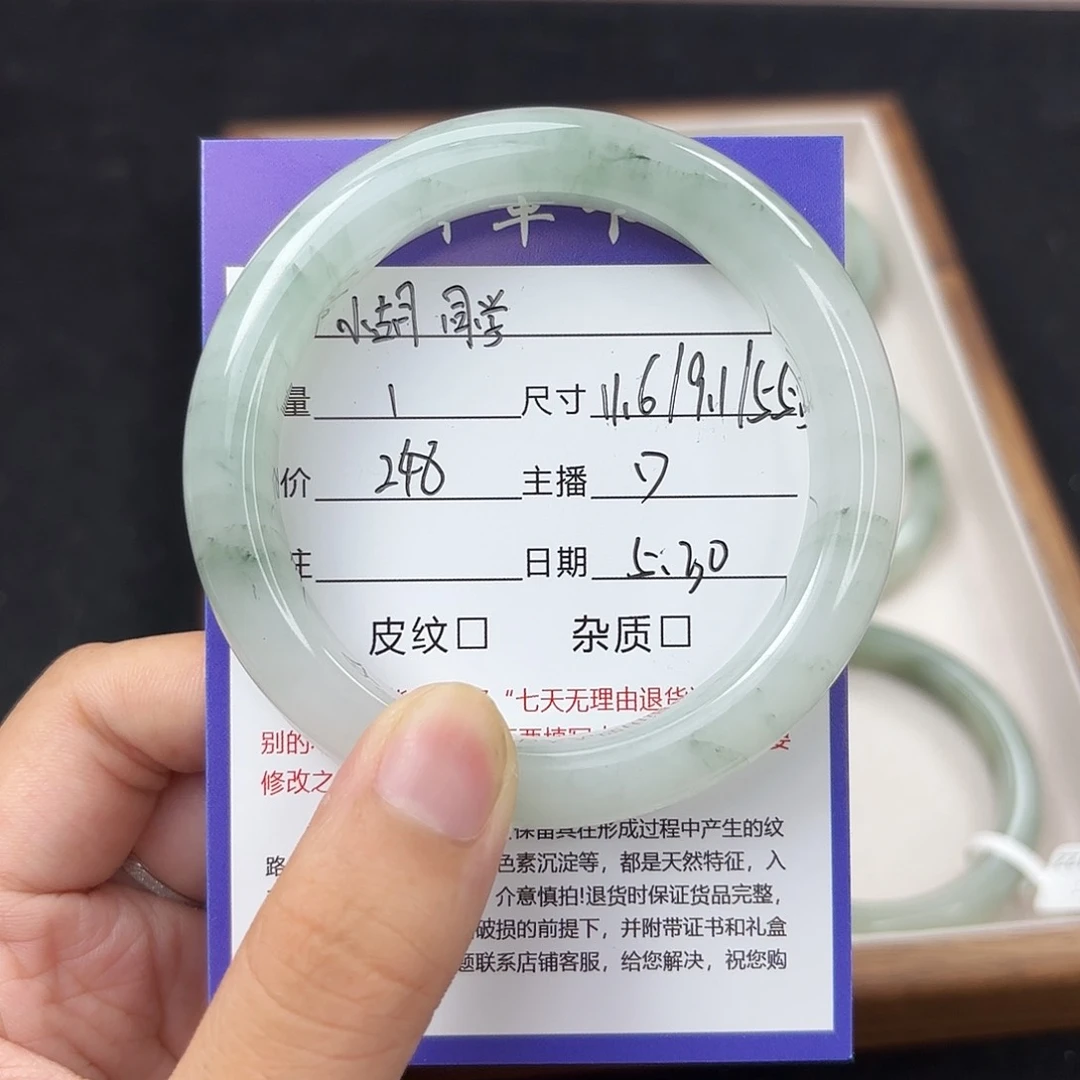 小胡同学
量 1 尺寸 11.6/9.1/55.
价 248 主播 7
主 日期 5.30
皮纹□ 杂质□
“七天无理由退货
别的
修改之
保留其在形成过程中产生的纹
路 色素沉淀等，都是天然特征，入
介意慎拍!退货时保证货品完整，
破损的前提下，并附带证书和礼盒
题联系店铺客服，给您解决，祝您购